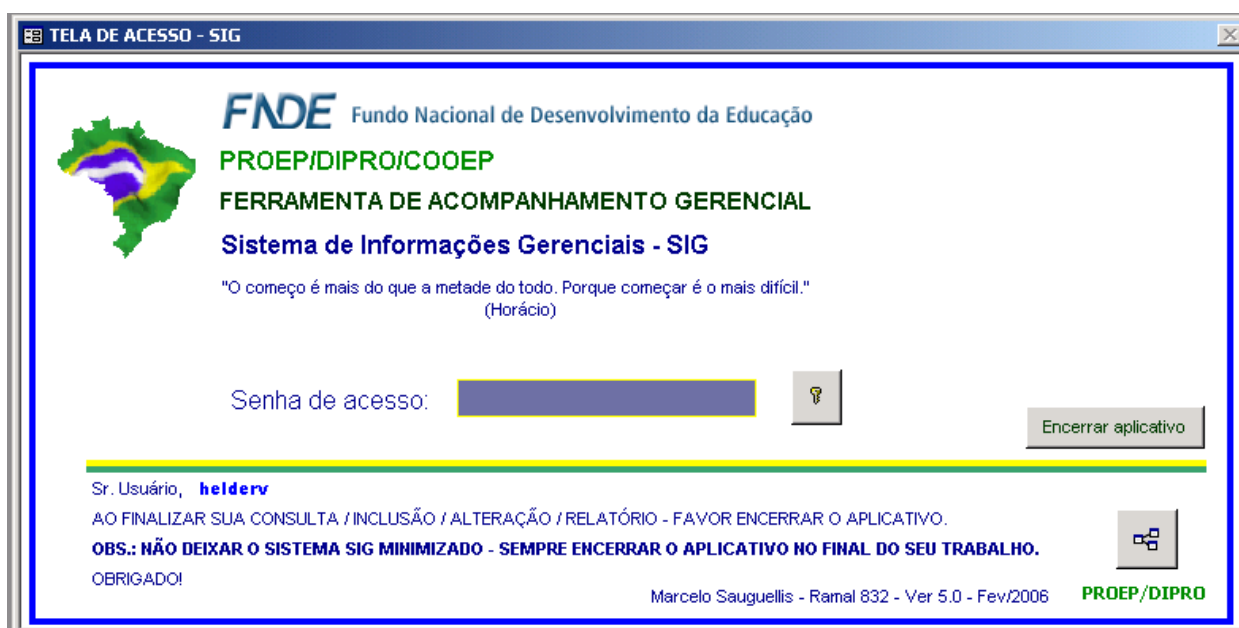 TELA DE ACESSO - SIG
FNDE Fundo Nacional de Desenvolvimento da Educação
PROEP/DIPRO/COOEP
FERRAMENTA DE ACOMPANHAMENTO GERENCIAL
Sistema de Informações Gerenciais - SIG
"O começo é mais do que a metade do todo. Porque começar é o mais difícil."
(Horácio)
Senha de acesso:
Encerrar aplicativo
Sr. Usuário, helderv
AO FINALIZAR SUA CONSULTA / INCLUSÃO / ALTERAÇÃO / RELATÓRIO - FAVOR ENCERRAR O APLICATIVO.
OBS.: NÃO DEIXAR O SISTEMA SIG MINIMIZADO - SEMPRE ENCERRAR O APLICATIVO NO FINAL DO SEU TRABALHO.
OBRIGADO!
Marcelo Sauguellis - Ramal 832 - Ver 5.0 - Fev/2006
PROEP/DIPRO